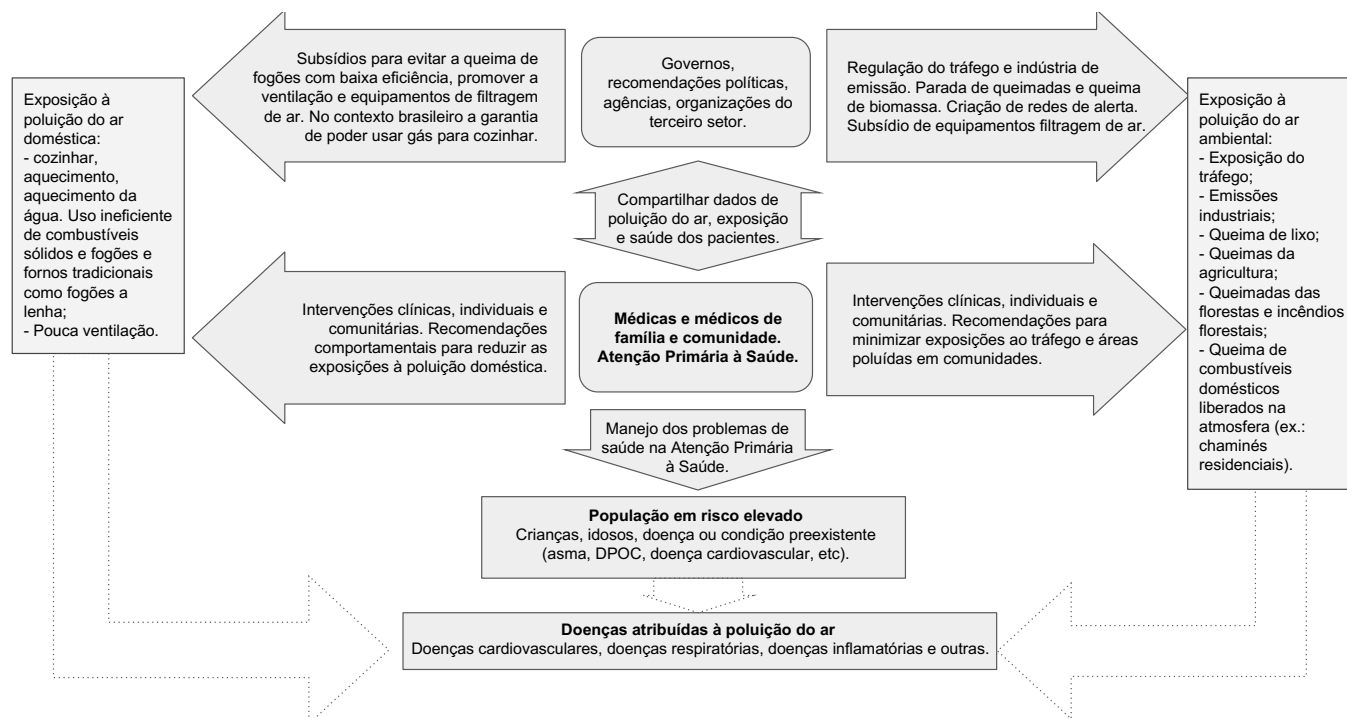 Subsídios para evitar a queima de
fogões com baixa eficiência, promover a
ventilação e equipamentos de filtragem
de ar. No contexto brasileiro a garantia
de poder usar gás para cozinhar.
Governos,
recomendações políticas,
agências, organizações do
terceiro setor.
Regulação do tráfego e indústria de
emissão. Parada de queimadas e queima
de biomassa. Criação de redes de alerta.
Subsídio de equipamentos filtragem de ar.
Exposição à
poluição do ar
doméstica:
- cozinhar,
aquecimento,
aquecimento da
água. Uso ineficiente
de combustíveis
sólidos e fogões e
fornos tradicionais
como fogões a
lenha;
- Pouca ventilação.
Exposição à
poluição do ar
ambiental:
- Exposição do
tráfego;
- Emissões
industriais;
- Queima de lixo;
- Queimas da
agricultura;
- Queimadas das
florestas e incêndios
florestais;
- Queima de
combustíveis
domésticos
liberados na
atmosfera (ex.:
chaminés
residenciais).
Compartilhar dados de
poluição do ar, exposição
e saúde dos pacientes.
Intervenções clínicas, individuais e
comunitárias. Recomendações
comportamentais para reduzir as
exposições à poluição doméstica.
Médicas e médicos de
família e comunidade.
Atenção Primária à Saúde.
Intervenções clínicas, individuais e
comunitárias. Recomendações para
minimizar exposições ao tráfego e áreas
poluídas em comunidades.
Manejo dos problemas de
saúde na Atenção Primária
à Saúde.
População em risco elevado
Crianças, idosos, doença ou condição preexistente
(asma, DPOC, doença cardiovascular, etc).
Doenças atribuídas à poluição do ar
Doenças cardiovasculares, doenças respiratórias, doenças inflamatórias e outras.